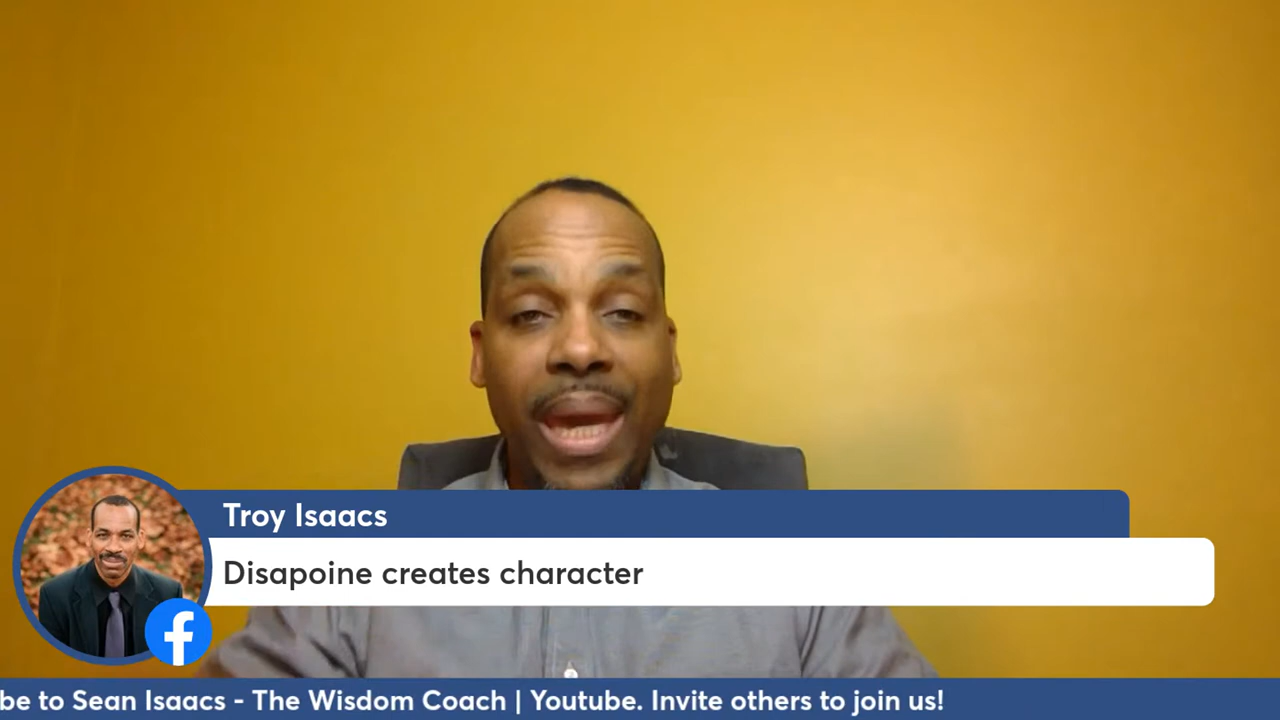 Troy Isaacs
Disapoine creates character
be to Sean Isaacs - The Wisdom Coach | Youtube. Invite others to join us!